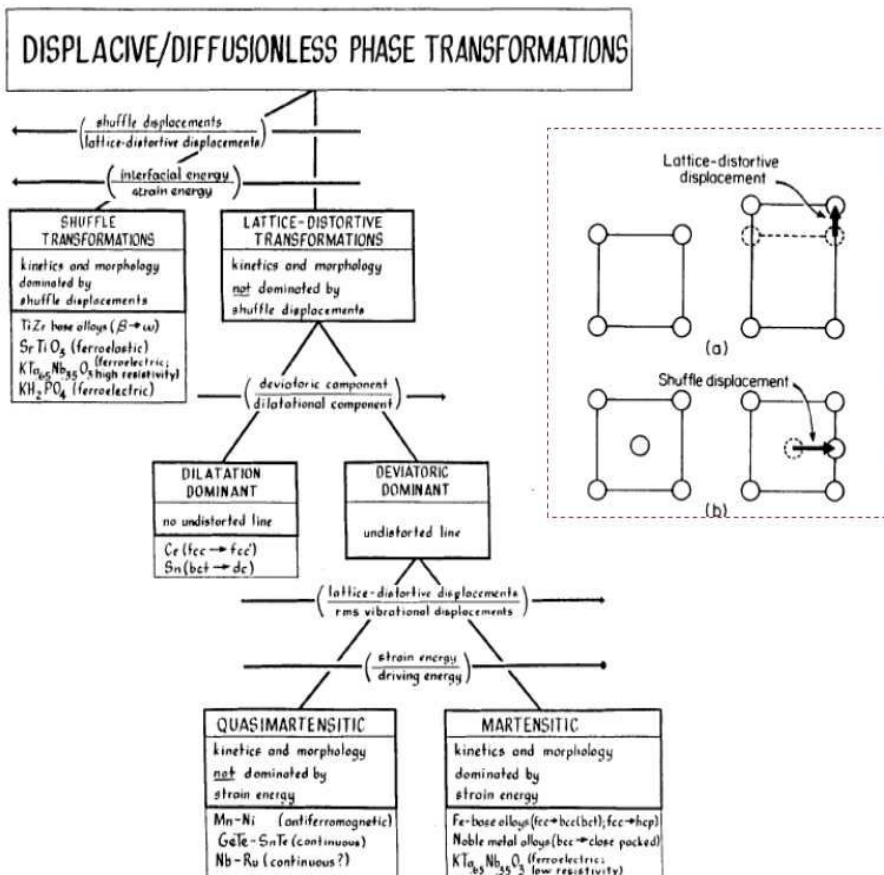 DISPLACIVE/DIFFUSIONLESS PHASE TRANSFORMATIONS
(shuffle displacements
lattice-distortive displacements)
(interfacial energy
strain energy)
SHUFFLE
TRANSFORMATIONS
kinetics and morphology
dominated by
shuffle displacements
TiZr base alloys (β→ω)
SrTiO3 (ferroelastic)
KTa.65Nb.35O3 (ferroelectric; high resistivity)
KH2PO4 (ferroelectric)
LATTICE-DISTORTIVE
TRANSFORMATIONS
kinetics and morphology
not dominated by
shuffle displacements
(deviatoric component
dilatational component)
DILATATION
DOMINANT
no undistorted line
Ce (fcc→fcc')
Sn (bct→dc)
DEVIATORIC
DOMINANT
undistorted line
(lattice-distortive displacements
rms vibrational displacements)
(strain energy
driving energy)
QUASIMARTENSITIC
kinetics and morphology
not dominated by
strain energy
Mn-Ni (antiferromagnetic)
GeTe-SnTe (continuous)
Nb-Ru (continuous?)
MARTENSITIC
kinetics and morphology
dominated by
strain energy
Fe-base alloys (fcc→bcc(bct); fcc→hcp)
Noble metal alloys (bcc→close packed)
KTa.65Nb.35O3 (ferroelectric; low resistivity)
Lattice-distortive
displacement
(a)
Shuffle displacement
(b)